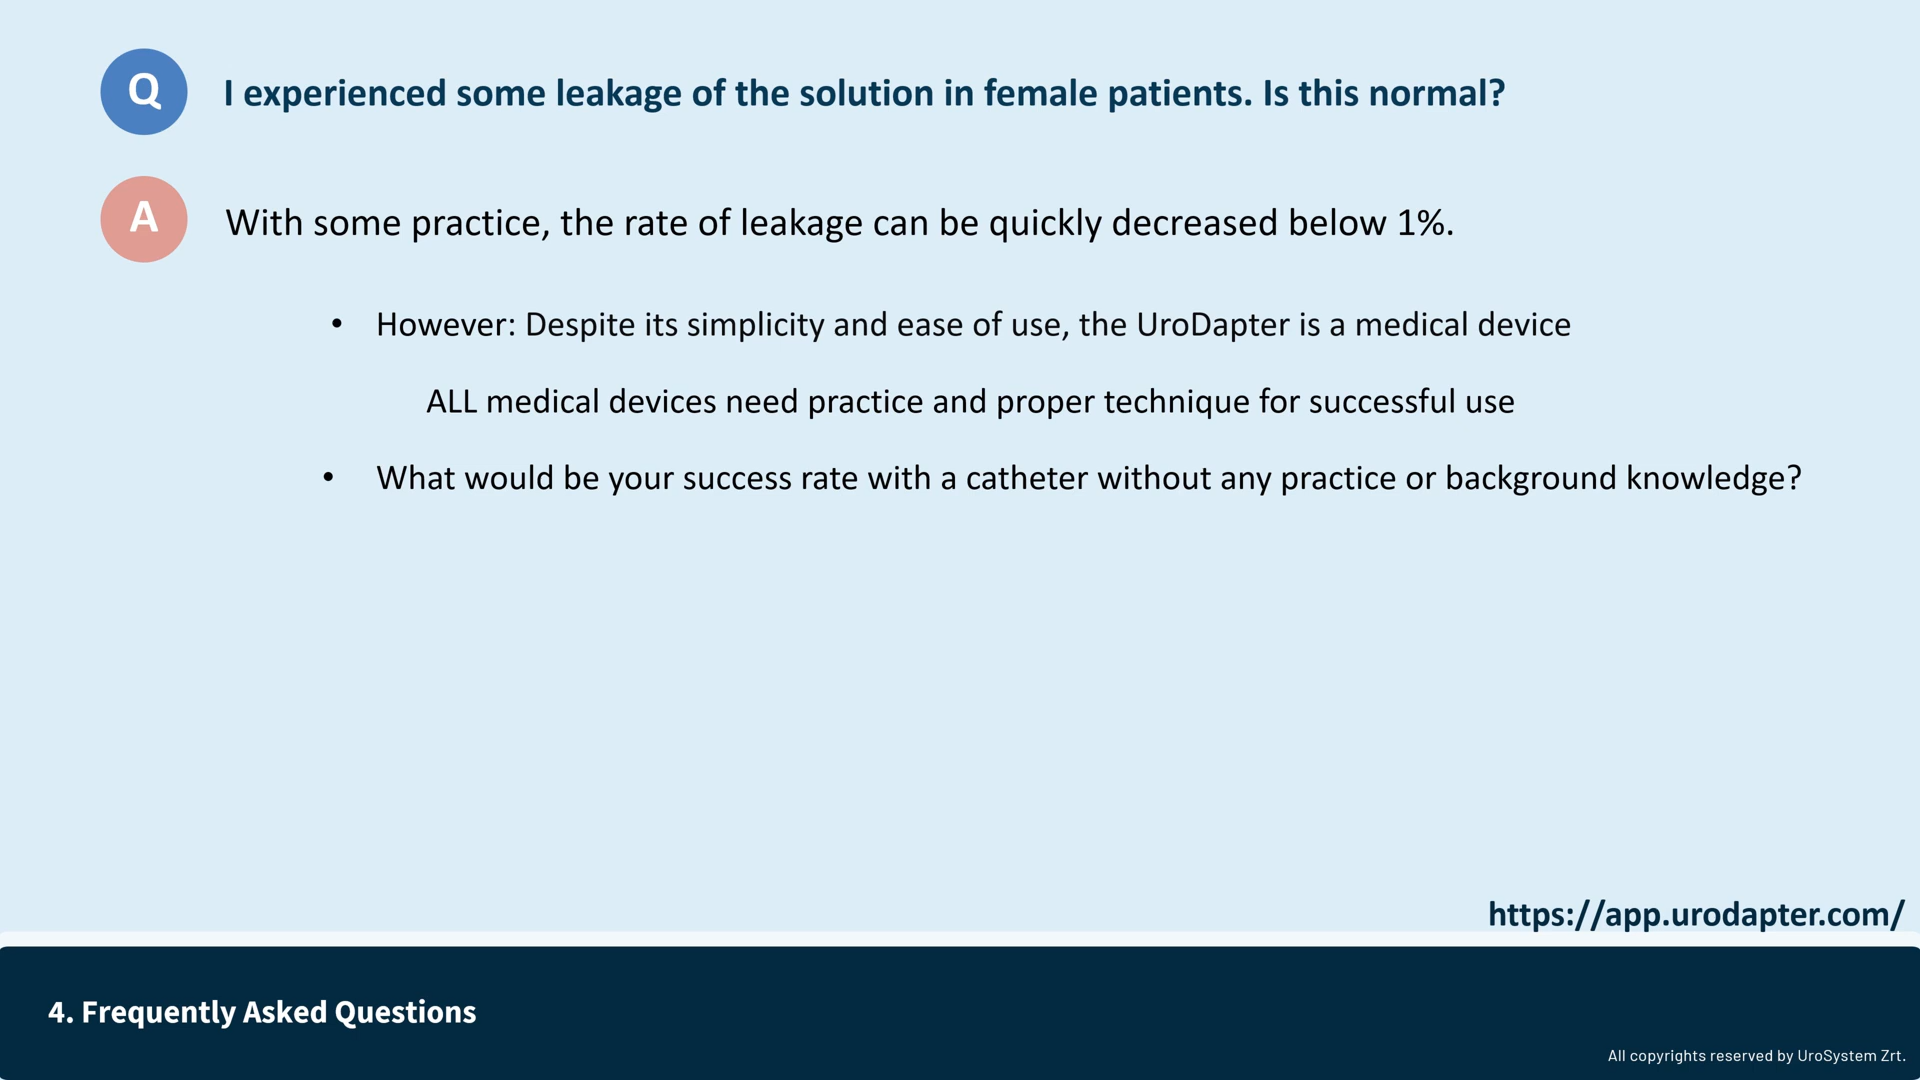 Q
I experienced some leakage of the solution in female patients. Is this normal?
A
With some practice, the rate of leakage can be quickly decreased below 1%.
• However: Despite its simplicity and ease of use, the UroDapter is a medical device
ALL medical devices need practice and proper technique for successful use
• What would be your success rate with a catheter without any practice or background knowledge?
https://app.urodapter.com/
4. Frequently Asked Questions
All copyrights reserved by UroSystem Zrt.